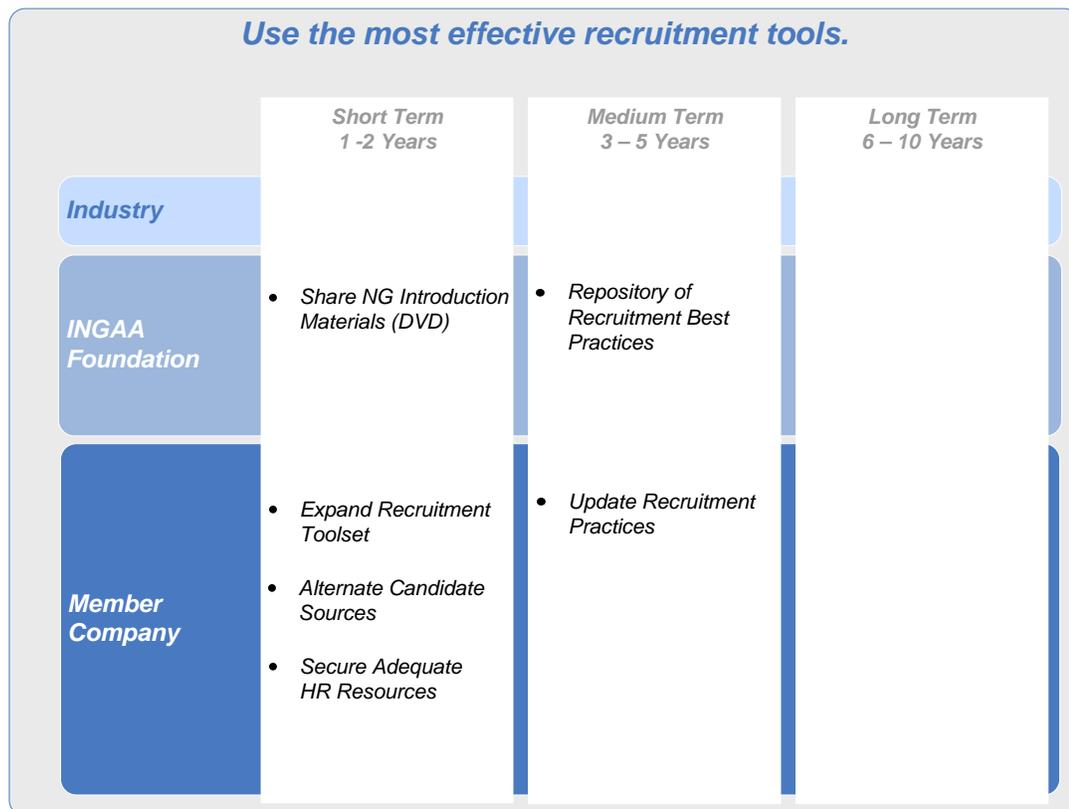 Use the most effective recruitment tools.
Short Term
1 -2 Years
Medium Term
3 – 5 Years
Long Term
6 – 10 Years
Industry
INGAA
Foundation
• Share NG Introduction
Materials (DVD)
• Repository of
Recruitment Best
Practices
Member
Company
• Expand Recruitment
Toolset
• Alternate Candidate
Sources
• Secure Adequate
HR Resources
• Update Recruitment
Practices